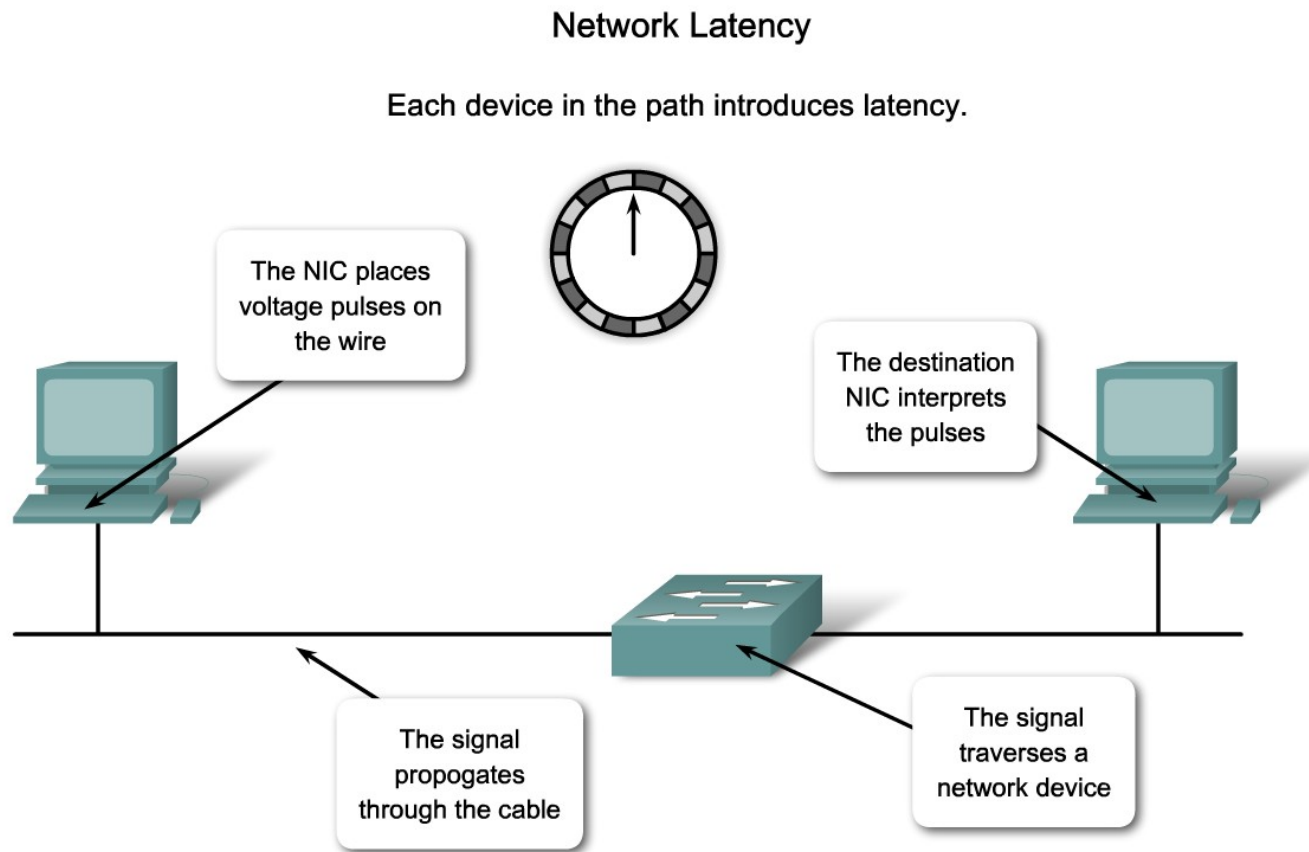 Network Latency
Each device in the path introduces latency.
The NIC places
voltage pulses on
the wire
The destination
NIC interprets
the pulses
The signal
propogates
through the cable
The signal
traverses a
network device